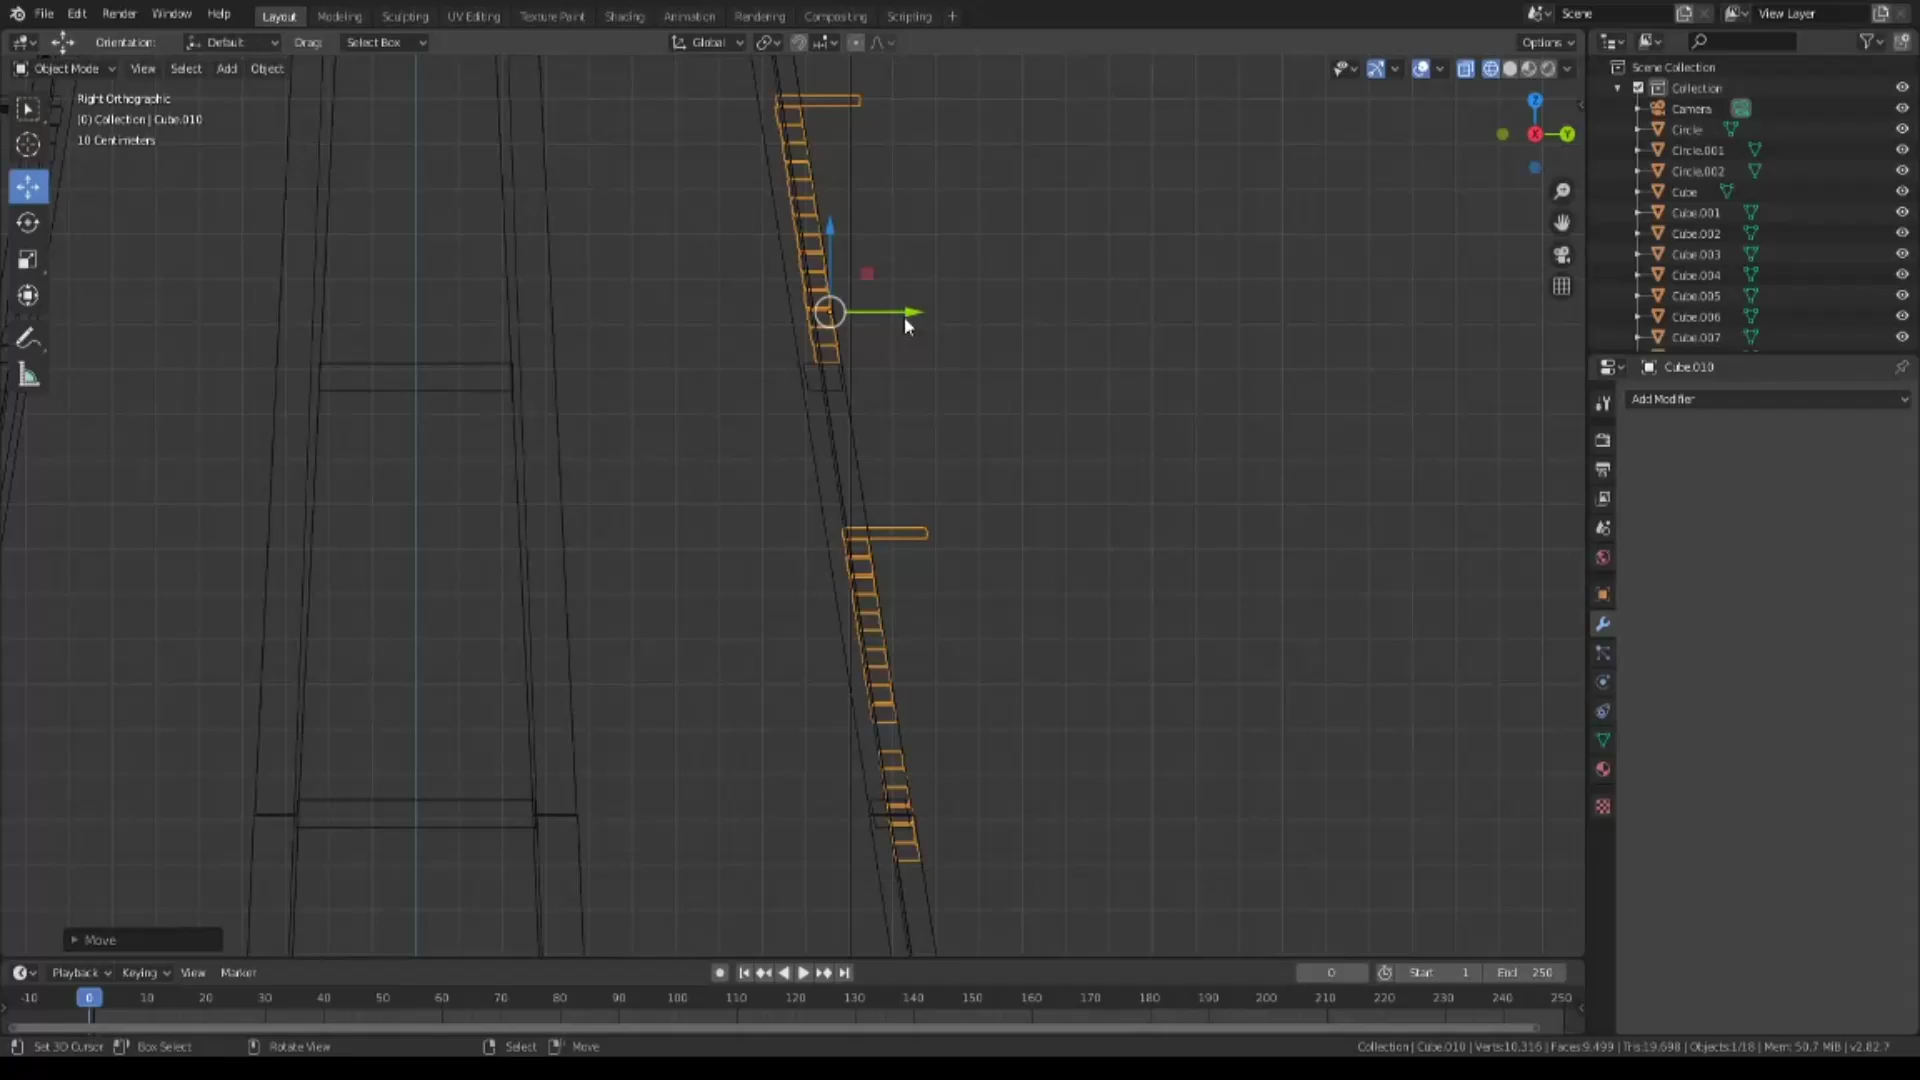 File Edit Render Window Help Layout Modeling Sculpting UV Editing Texture Paint Shading Animation Rendering Compositing Scripting + Scene View Layer
Orientation: Default Drag: Select Box Global Options
Object Mode View Select Add Object
Right Orthographic
(0) Collection | Cube.010
10 Centimeters
Z
X
Y
Scene Collection
Collection
Camera
Circle
Circle.001
Circle.002
Cube
Cube.001
Cube.002
Cube.003
Cube.004
Cube.005
Cube.006
Cube.007
Cube.010
Add Modifier
Move
Playback Keying View Marker 0 Start 1 End 250
-10 0 10 20 30 40 50 60 70 80 90 100 110 120 130 140 150 160 170 180 190 200 210 220 230 240 250
Set 3D Cursor Box Select Rotate View Select Move Collection | Cube.010 | Verts:10,316 | Faces:9,499 | Tris:19,698 | Objects:1/18 | Mem: 50.7 MiB | v2.82.7